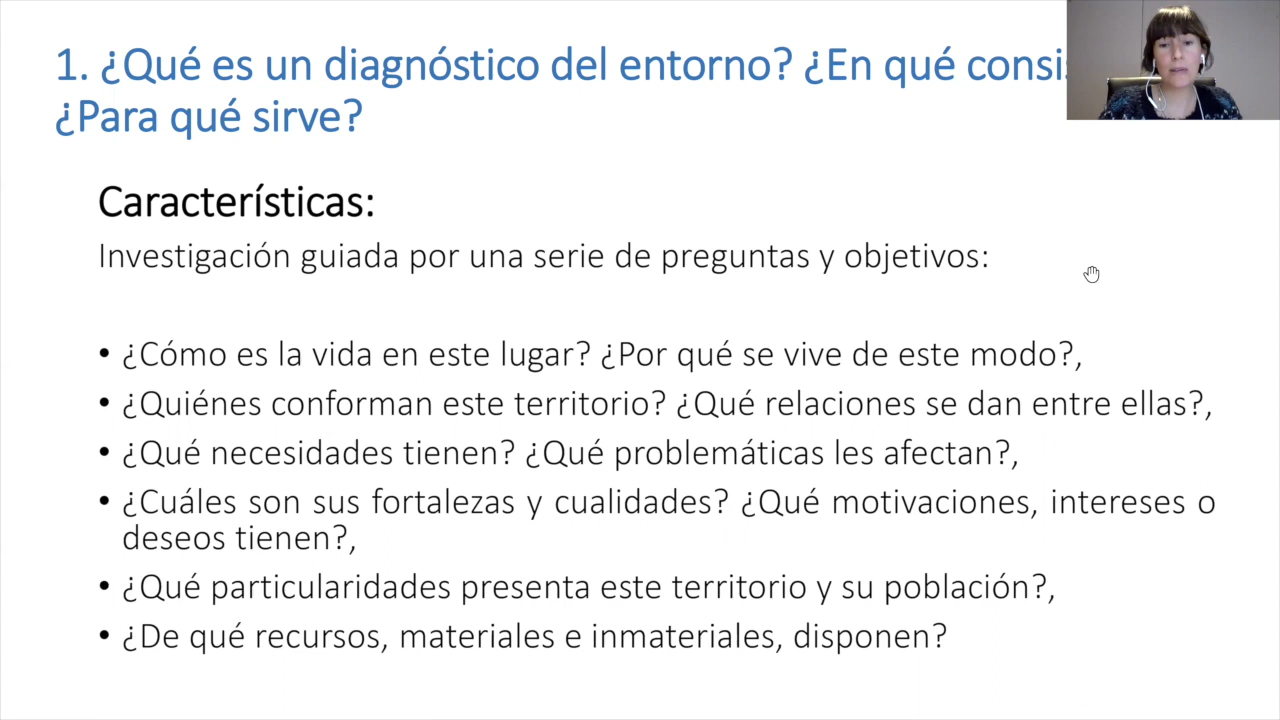 1. ¿Qué es un diagnóstico del entorno? ¿En qué
¿Para qué sirve?
Características:
Investigación guiada por una serie de preguntas y objetivos:
• ¿Cómo es la vida en este lugar? ¿Por qué se vive de este modo?,
• ¿Quiénes conforman este territorio? ¿Qué relaciones se dan entre ellas?,
• ¿Qué necesidades tienen? ¿Qué problemáticas les afectan?,
• ¿Cuáles son sus fortalezas y cualidades? ¿Qué motivaciones, intereses o
deseos tienen?,
• ¿Qué particularidades presenta este territorio y su población?,
• ¿De qué recursos, materiales e inmateriales, disponen?